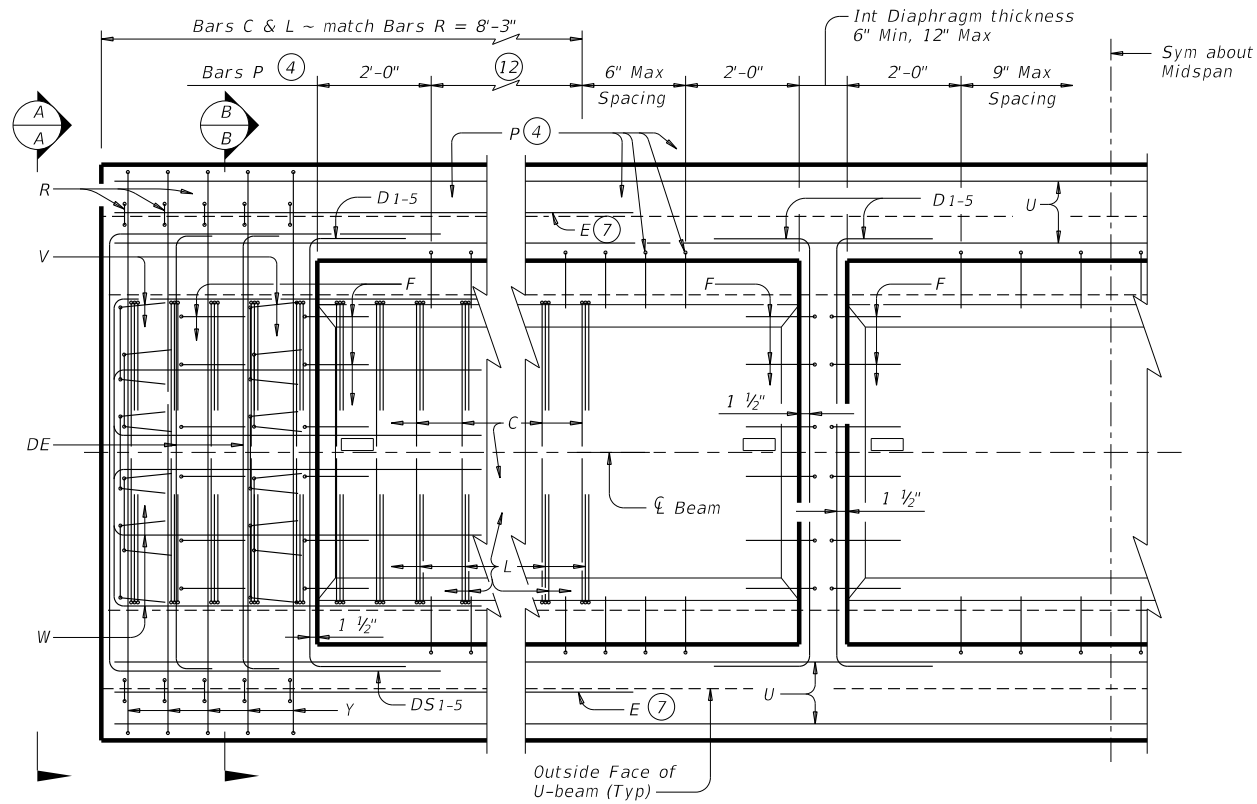 Bars C & L ~ match Bars R = 8'-3"
Int Diaphragm thickness
6" Min, 12" Max
Sym about
Midspan
Bars P 4
2'-0"
12
6" Max
Spacing
2'-0"
2'-0"
9" Max
Spacing
A
A
B
B
P 4
R
D1-5
D1-5
U
E 7
V
F
F
F
1 ½"
C
DE
℄ Beam
1 ½"
L
W
1 ½"
U
Y
DS1-5
E 7
Outside Face of
U-beam (Typ)